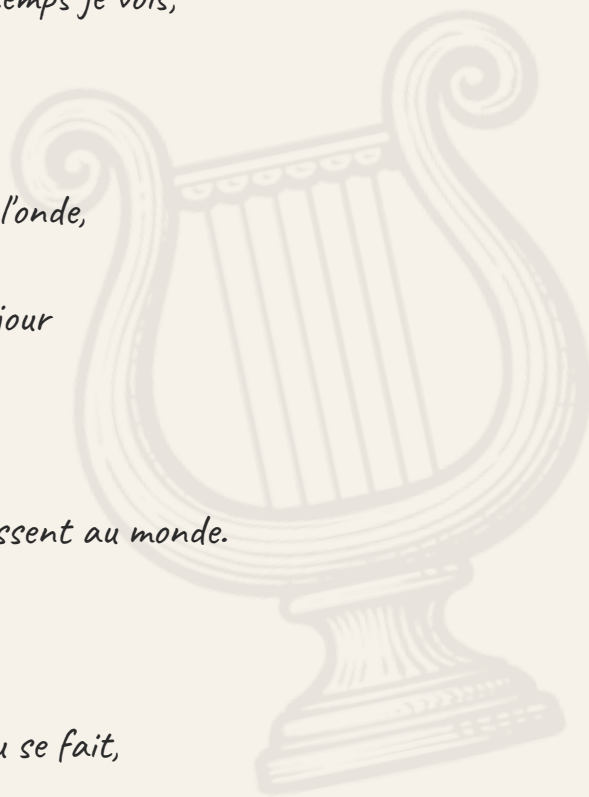 temps je vois,
l'onde,
jour
ssent au monde.
u se fait,